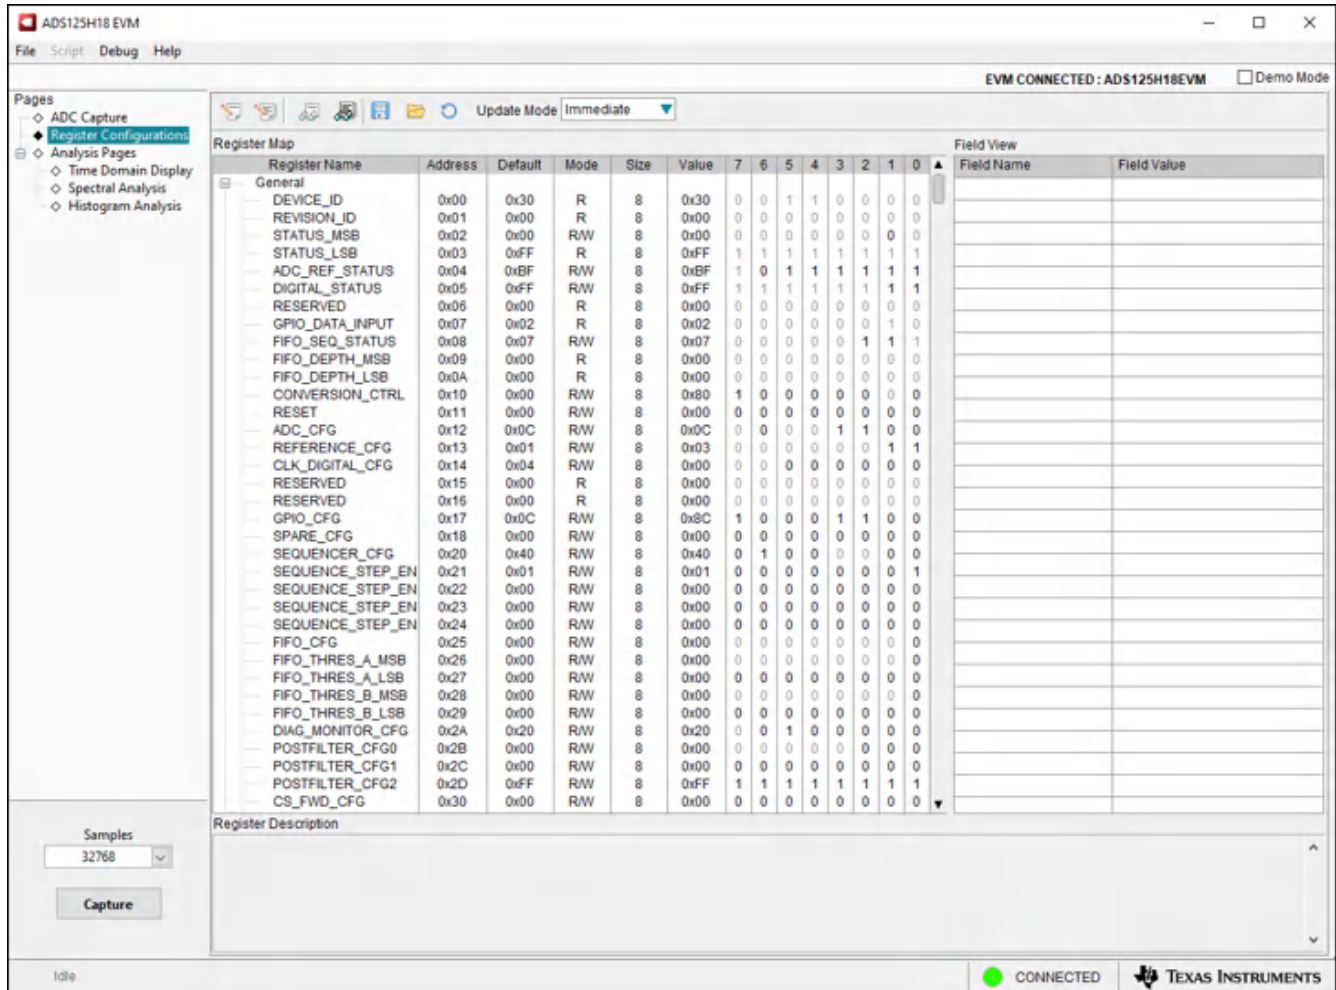 ADS125H18 EVM
File Script Debug Help
EVM CONNECTED : ADS125H18EVM Demo Mode
Pages
ADC Capture
Register Configurations
Analysis Pages
Time Domain Display
Spectral Analysis
Histogram Analysis
Update Mode Immediate
Register Map
Register Name Address Default Mode Size Value 7 6 5 4 3 2 1 0
General
DEVICE_ID 0x00 0x30 R 8 0x30 0 0 1 1 0 0 0 0
REVISION_ID 0x01 0x00 R 8 0x00 0 0 0 0 0 0 0 0
STATUS_MSB 0x02 0x00 R/W 8 0x00 0 0 0 0 0 0 0 0
STATUS_LSB 0x03 0xFF R 8 0xFF 1 1 1 1 1 1 1 1
ADC_REF_STATUS 0x04 0xBF R/W 8 0xBF 1 0 1 1 1 1 1 1
DIGITAL_STATUS 0x05 0xFF R/W 8 0xFF 1 1 1 1 1 1 1 1
RESERVED 0x06 0x00 R 8 0x00 0 0 0 0 0 0 0 0
GPIO_DATA_INPUT 0x07 0x02 R 8 0x02 0 0 0 0 0 0 1 0
FIFO_SEQ_STATUS 0x08 0x07 R/W 8 0x07 0 0 0 0 0 1 1 1
FIFO_DEPTH_MSB 0x09 0x00 R 8 0x00 0 0 0 0 0 0 0 0
FIFO_DEPTH_LSB 0x0A 0x00 R 8 0x00 0 0 0 0 0 0 0 0
CONVERSION_CTRL 0x10 0x00 R/W 8 0x80 1 0 0 0 0 0 0 0
RESET 0x11 0x00 R/W 8 0x00 0 0 0 0 0 0 0 0
ADC_CFG 0x12 0x0C R/W 8 0x0C 0 0 0 0 1 1 0 0
REFERENCE_CFG 0x13 0x01 R/W 8 0x03 0 0 0 0 0 0 1 1
CLK_DIGITAL_CFG 0x14 0x04 R/W 8 0x00 0 0 0 0 0 0 0 0
RESERVED 0x15 0x00 R 8 0x00 0 0 0 0 0 0 0 0
RESERVED 0x16 0x00 R 8 0x00 0 0 0 0 0 0 0 0
GPIO_CFG 0x17 0x0C R/W 8 0x8C 1 0 0 0 1 1 0 0
SPARE_CFG 0x18 0x00 R/W 8 0x00 0 0 0 0 0 0 0 0
SEQUENCER_CFG 0x20 0x40 R/W 8 0x40 0 1 0 0 0 0 0 0
SEQUENCE_STEP_EN 0x21 0x01 R/W 8 0x01 0 0 0 0 0 0 0 1
SEQUENCE_STEP_EN 0x22 0x00 R/W 8 0x00 0 0 0 0 0 0 0 0
SEQUENCE_STEP_EN 0x23 0x00 R/W 8 0x00 0 0 0 0 0 0 0 0
SEQUENCE_STEP_EN 0x24 0x00 R/W 8 0x00 0 0 0 0 0 0 0 0
FIFO_CFG 0x25 0x00 R/W 8 0x00 0 0 0 0 0 0 0 0
FIFO_THRES_A_MSB 0x26 0x00 R/W 8 0x00 0 0 0 0 0 0 0 0
FIFO_THRES_A_LSB 0x27 0x00 R/W 8 0x00 0 0 0 0 0 0 0 0
FIFO_THRES_B_MSB 0x28 0x00 R/W 8 0x00 0 0 0 0 0 0 0 0
FIFO_THRES_B_LSB 0x29 0x00 R/W 8 0x00 0 0 0 0 0 0 0 0
DIAG_MONITOR_CFG 0x2A 0x20 R/W 8 0x20 0 0 1 0 0 0 0 0
POSTFILTER_CFG0 0x2B 0x00 R/W 8 0x00 0 0 0 0 0 0 0 0
POSTFILTER_CFG1 0x2C 0x00 R/W 8 0x00 0 0 0 0 0 0 0 0
POSTFILTER_CFG2 0x2D 0xFF R/W 8 0xFF 1 1 1 1 1 1 1 1
CS_FWD_CFG 0x30 0x00 R/W 8 0x00 0 0 0 0 0 0 0 0
Field View
Field Name Field Value
Register Description
Samples
32768
Capture
Idle
CONNECTED
TEXAS INSTRUMENTS